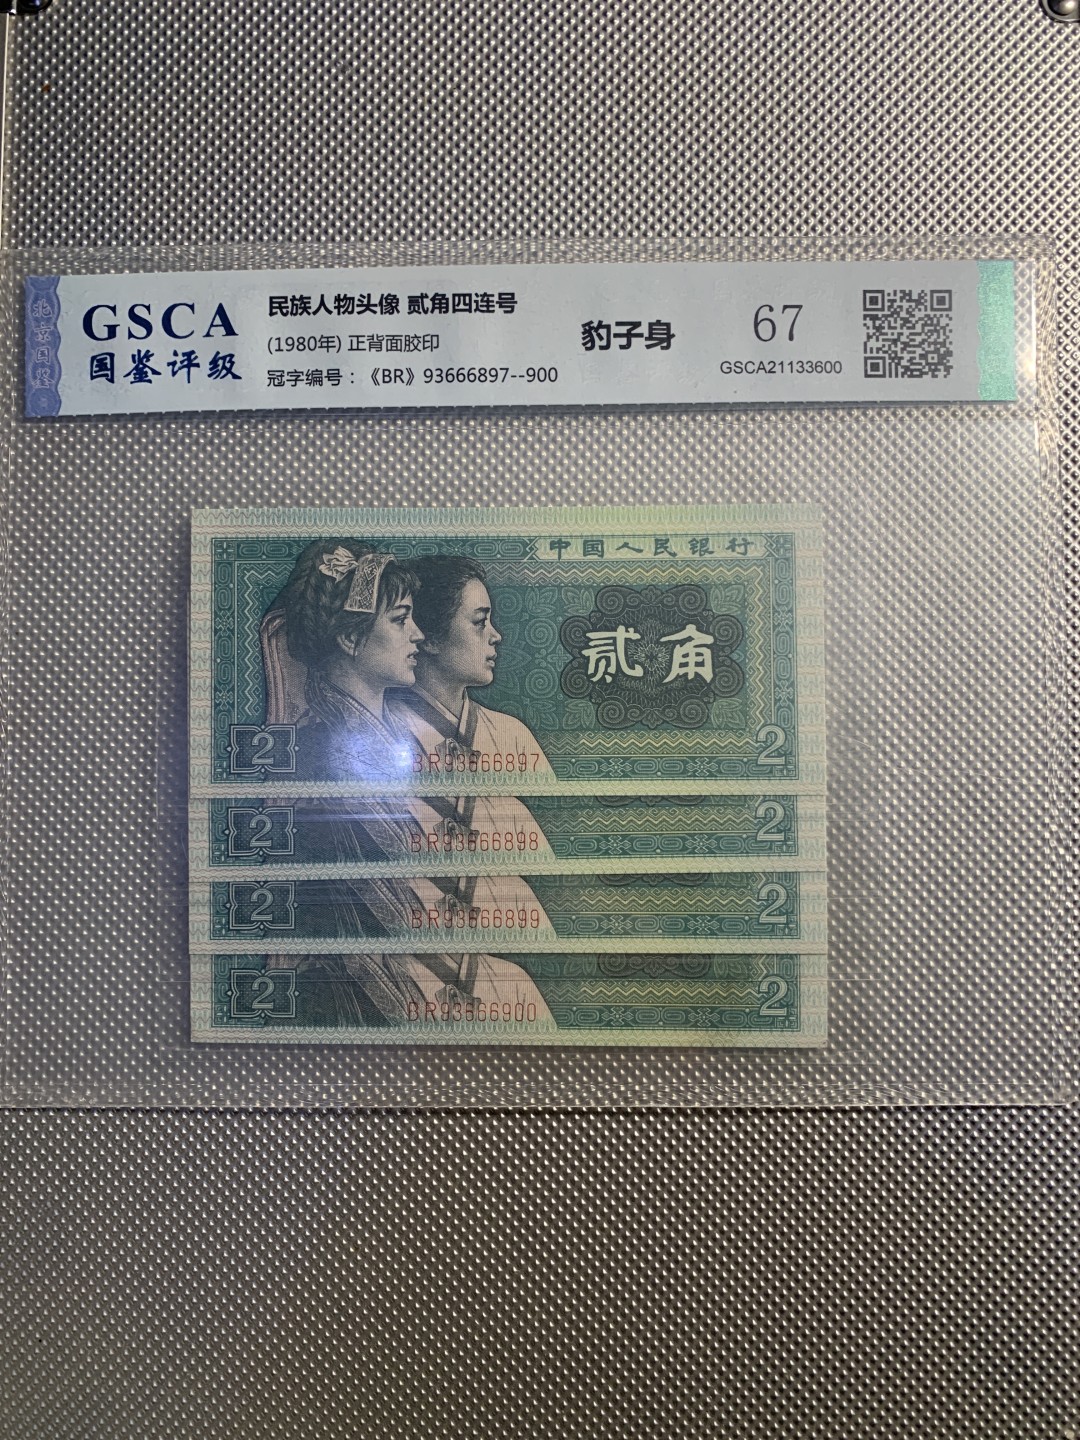 北京国鉴
GSCA
国鉴评级
民族人物头像 贰角四连号
(1980年) 正背面胶印
冠字编号：《BR》93666897--900
豹子身
67
GSCA21133600
中国人民银行
贰角
2
BR93666897
2
2
BR93666898
2
2
BR93666899
2
2
BR93666900
2